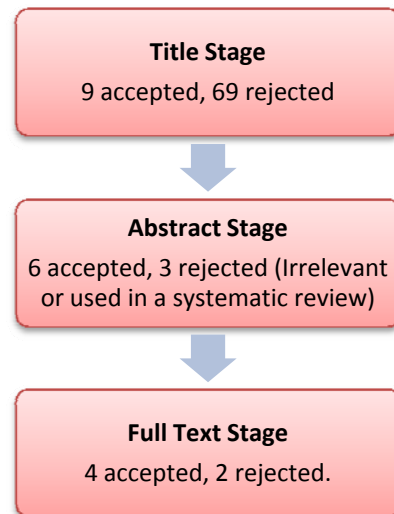 Title Stage
9 accepted, 69 rejected
Abstract Stage
6 accepted, 3 rejected (Irrelevant
or used in a systematic review)
Full Text Stage
4 accepted, 2 rejected.